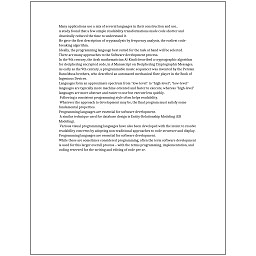 Many applications use a mix of several languages in their construction and use.
a study found that a few simple readability transformations made code shorter and
drastically reduced the time to understand it.
He gave the first description of cryptanalysis by frequency analysis, the earliest code-
breaking algorithm.
Ideally, the programming language best suited for the task at hand will be selected.
There are many approaches to the Software development process.
In the 9th century, the Arab mathematician Al-Kindi described a cryptographic algorithm
for deciphering encrypted code, in A Manuscript on Deciphering Cryptographic Messages.
As early as the 9th century, a programmable music sequencer was invented by the Persian
Banu Musa brothers, who described an automated mechanical flute player in the Book of
Ingenious Devices.
Languages form an approximate spectrum from "low-level" to "high-level"; "low-level"
languages are typically more machine-oriented and faster to execute, whereas "high-level"
languages are more abstract and easier to use but execute less quickly.
Following a consistent programming style often helps readability.
Whatever the approach to development may be, the final program must satisfy some
fundamental properties.
Programming languages are essential for software development.
A similar technique used for database design is Entity-Relationship Modeling (ER
Modeling).
Various visual programming languages have also been developed with the intent to resolve
readability concerns by adopting non-traditional approaches to code structure and display.
Programming languages are essential for software development.
While these are sometimes considered programming, often the term software development
is used for this larger overall process – with the terms programming, implementation, and
coding reserved for the writing and editing of code per se.